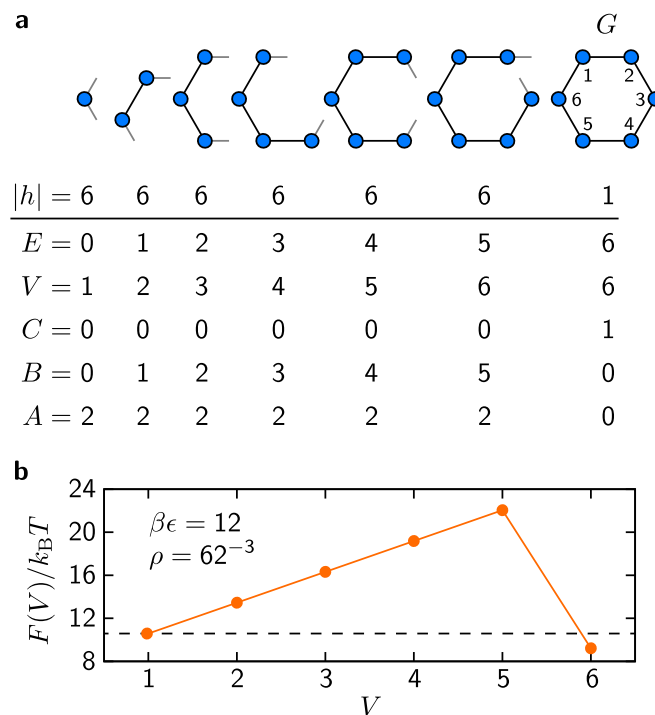 a
G
1 2
6 3
5 4
|h| = 6 6 6 6 6 6 1
E = 0 1 2 3 4 5 6
V = 1 2 3 4 5 6 6
C = 0 0 0 0 0 0 1
B = 0 1 2 3 4 5 0
A = 2 2 2 2 2 2 0
b
24
βϵ = 12
20
ρ = 62⁻³
16
12
8
F(V)/k_BT
1 2 3 4 5 6
V